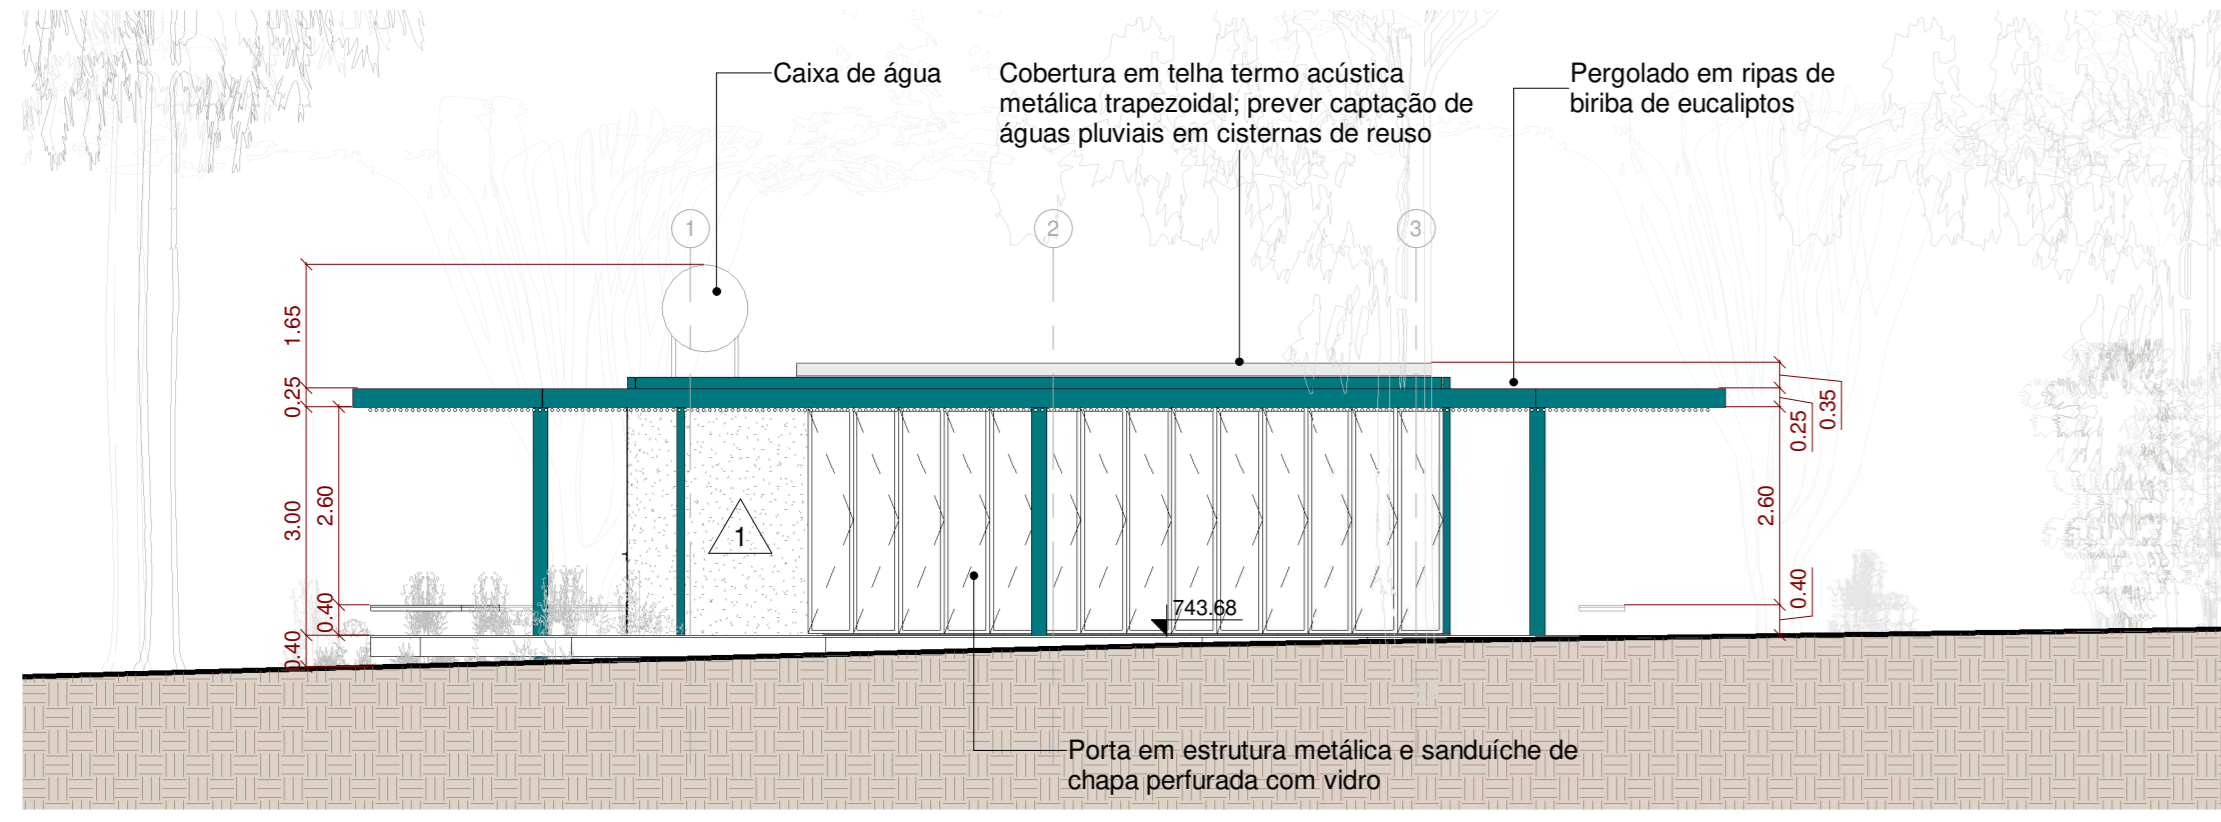 Caixa de água
Cobertura em telha termo acústica
metálica trapezoidal; prever captação de
águas pluviais em cisternas de reuso
Pergolado em ripas de
biriba de eucaliptos
1
2
3
1.65
0.25
3.00
2.60
0.40
0.40
1
743.68
0.35
0.25
2.60
0.40
Porta em estrutura metálica e sanduíche de
chapa perfurada com vidro